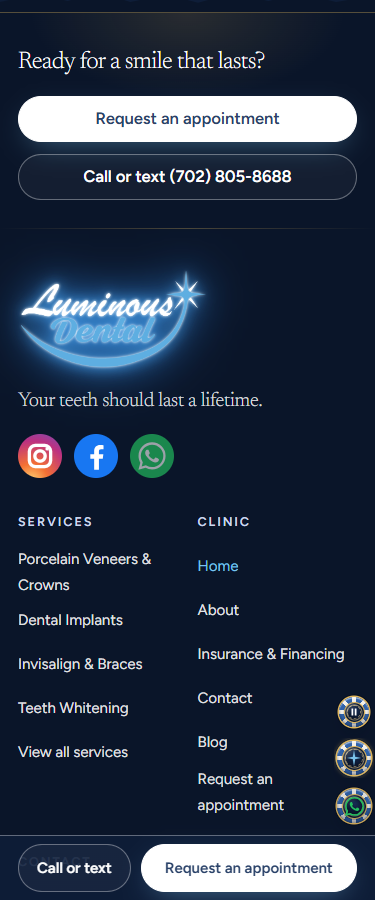 Ready for a smile that lasts?
Request an appointment
Call or text (702) 805-8688
Luminous
Dental
Your teeth should last a lifetime.
SERVICES
Porcelain Veneers &
Crowns
Dental Implants
Invisalign & Braces
Teeth Whitening
View all services
CLINIC
Home
About
Insurance & Financing
Contact
Blog
Request an
appointment
CONTACT
Call or text
Request an appointment